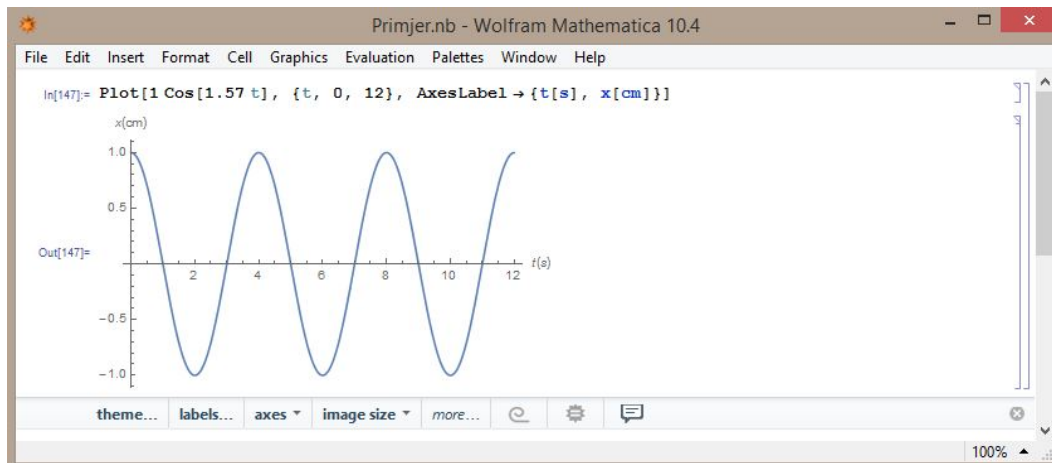 Primjer.nb - Wolfram Mathematica 10.4
File Edit Insert Format Cell Graphics Evaluation Palettes Window Help
In[147]:= Plot[1 Cos[1.57 t], {t, 0, 12}, AxesLabel → {t[s], x[cm]}]
x(cm)
1.0
0.5
Out[147]=
2 4 6 8 10 12 t(s)
-0.5
-1.0
theme... labels... axes image size more...
100%